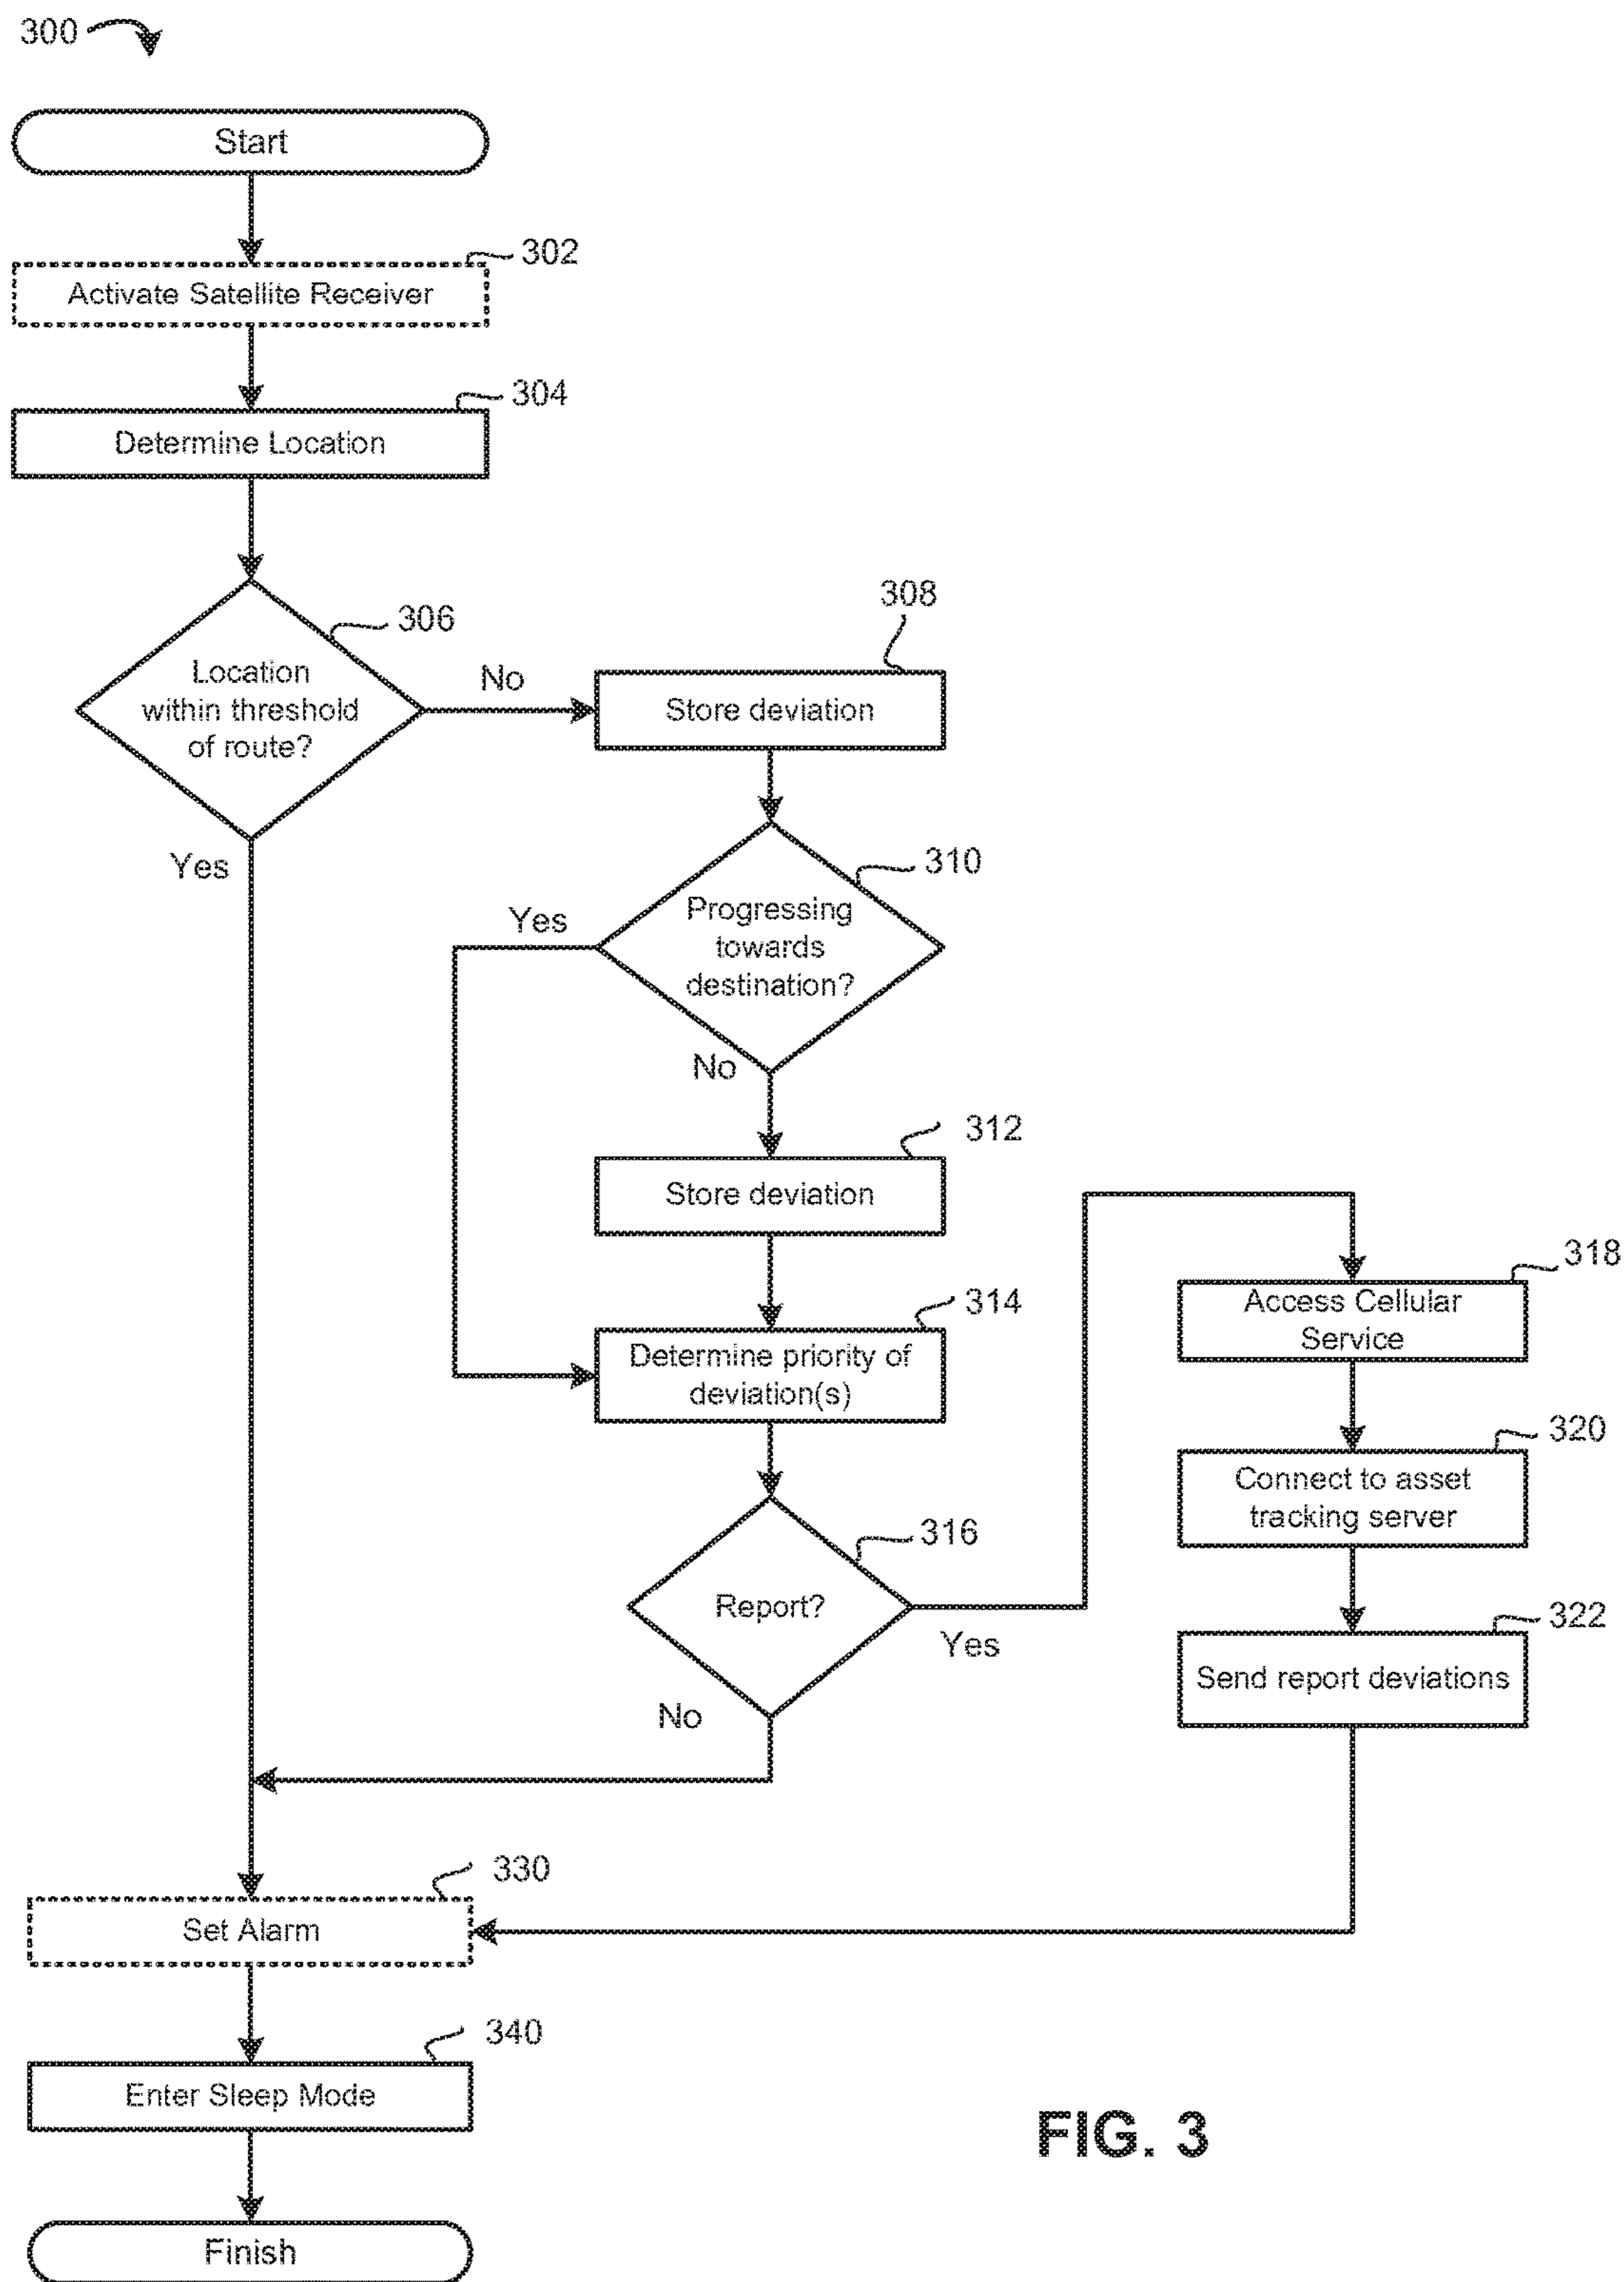 300
Start
302
Activate Satellite Receiver
304
Determine Location
306
Location
within threshold
of route?
No
Yes
308
Store deviation
310
Progressing
towards
destination?
Yes
No
312
Store deviation
314
Determine priority of
deviation(s)
316
Report?
Yes
No
318
Access Cellular
Service
320
Connect to asset
tracking server
322
Send report deviations
330
Set Alarm
340
Enter Sleep Mode
Finish
FIG. 3